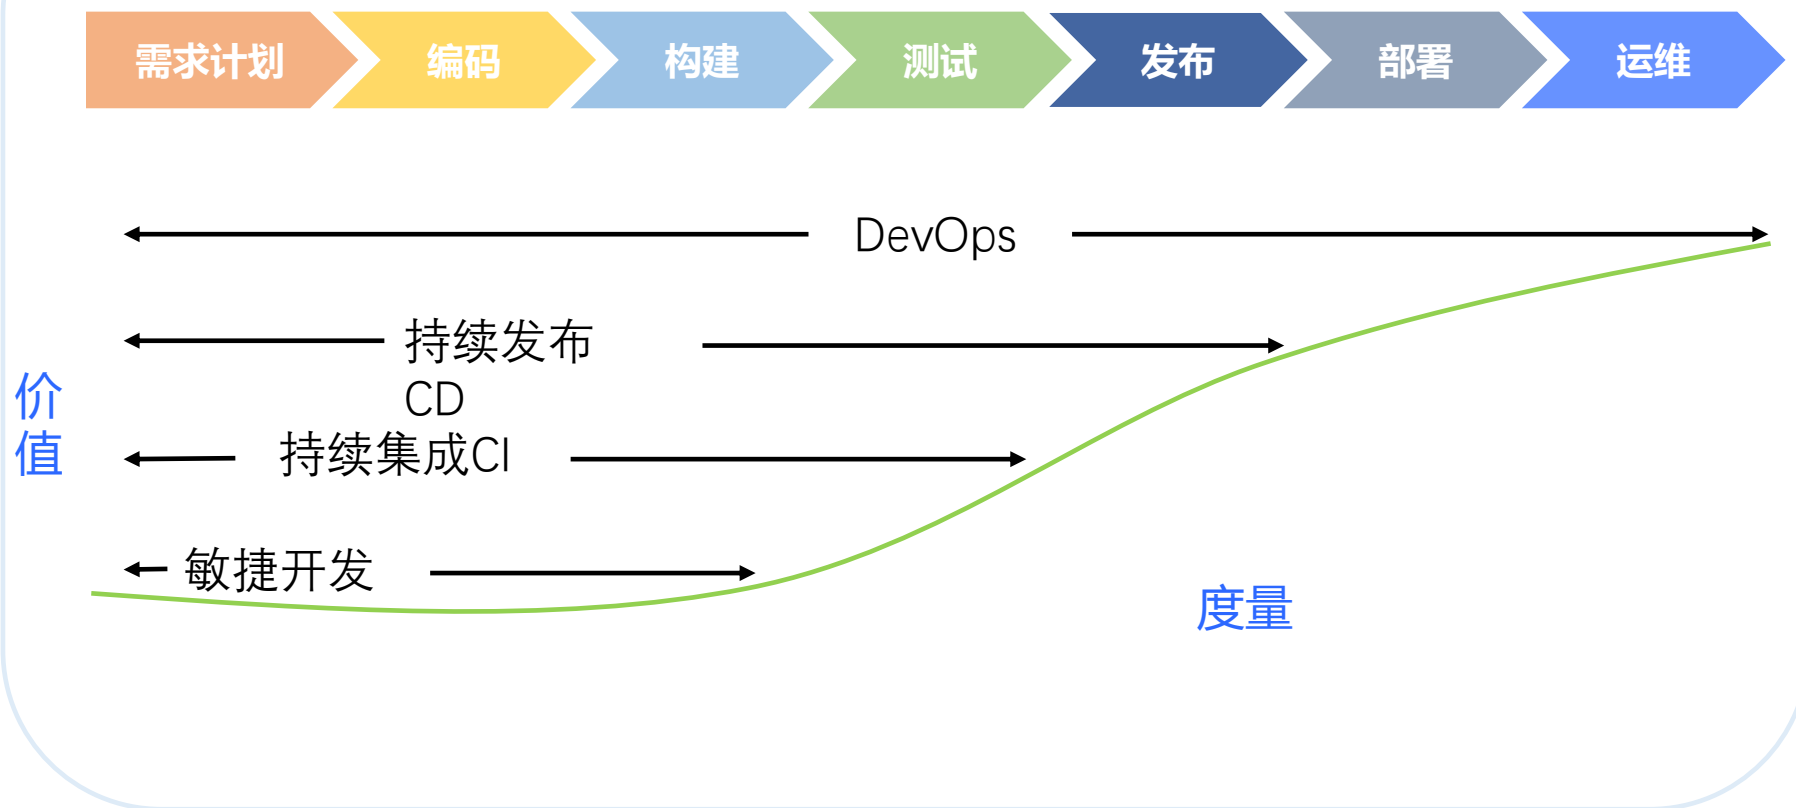 需求计划
编码
构建
测试
发布
部署
运维
DevOps
持续发布
CD
持续集成CI
敏捷开发
价
值
度量